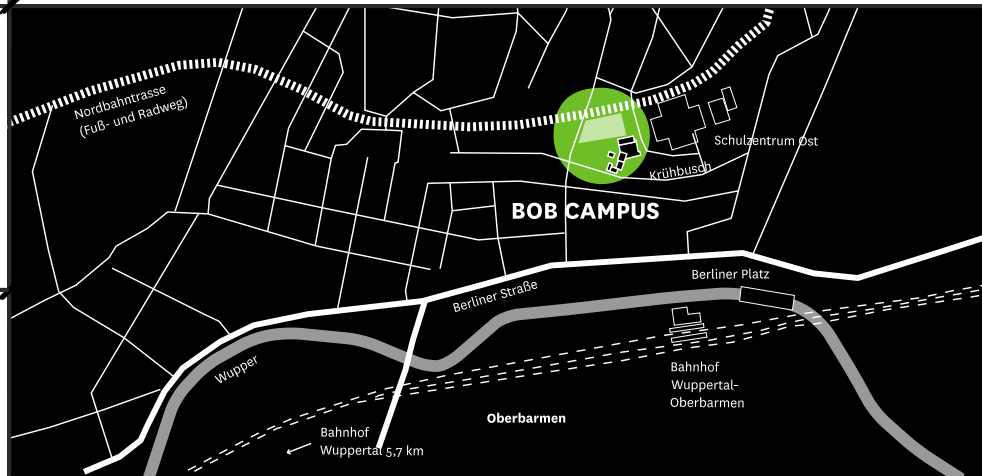 Nordbahntrasse
(Fuß- und Radweg)
Schulzentrum Ost
Krühbusch
BOB CAMPUS
Berliner Platz
Berliner Straße
Wupper
Bahnhof
Wuppertal-
Oberbarmen
Oberbarmen
Bahnhof
Wuppertal 5,7 km